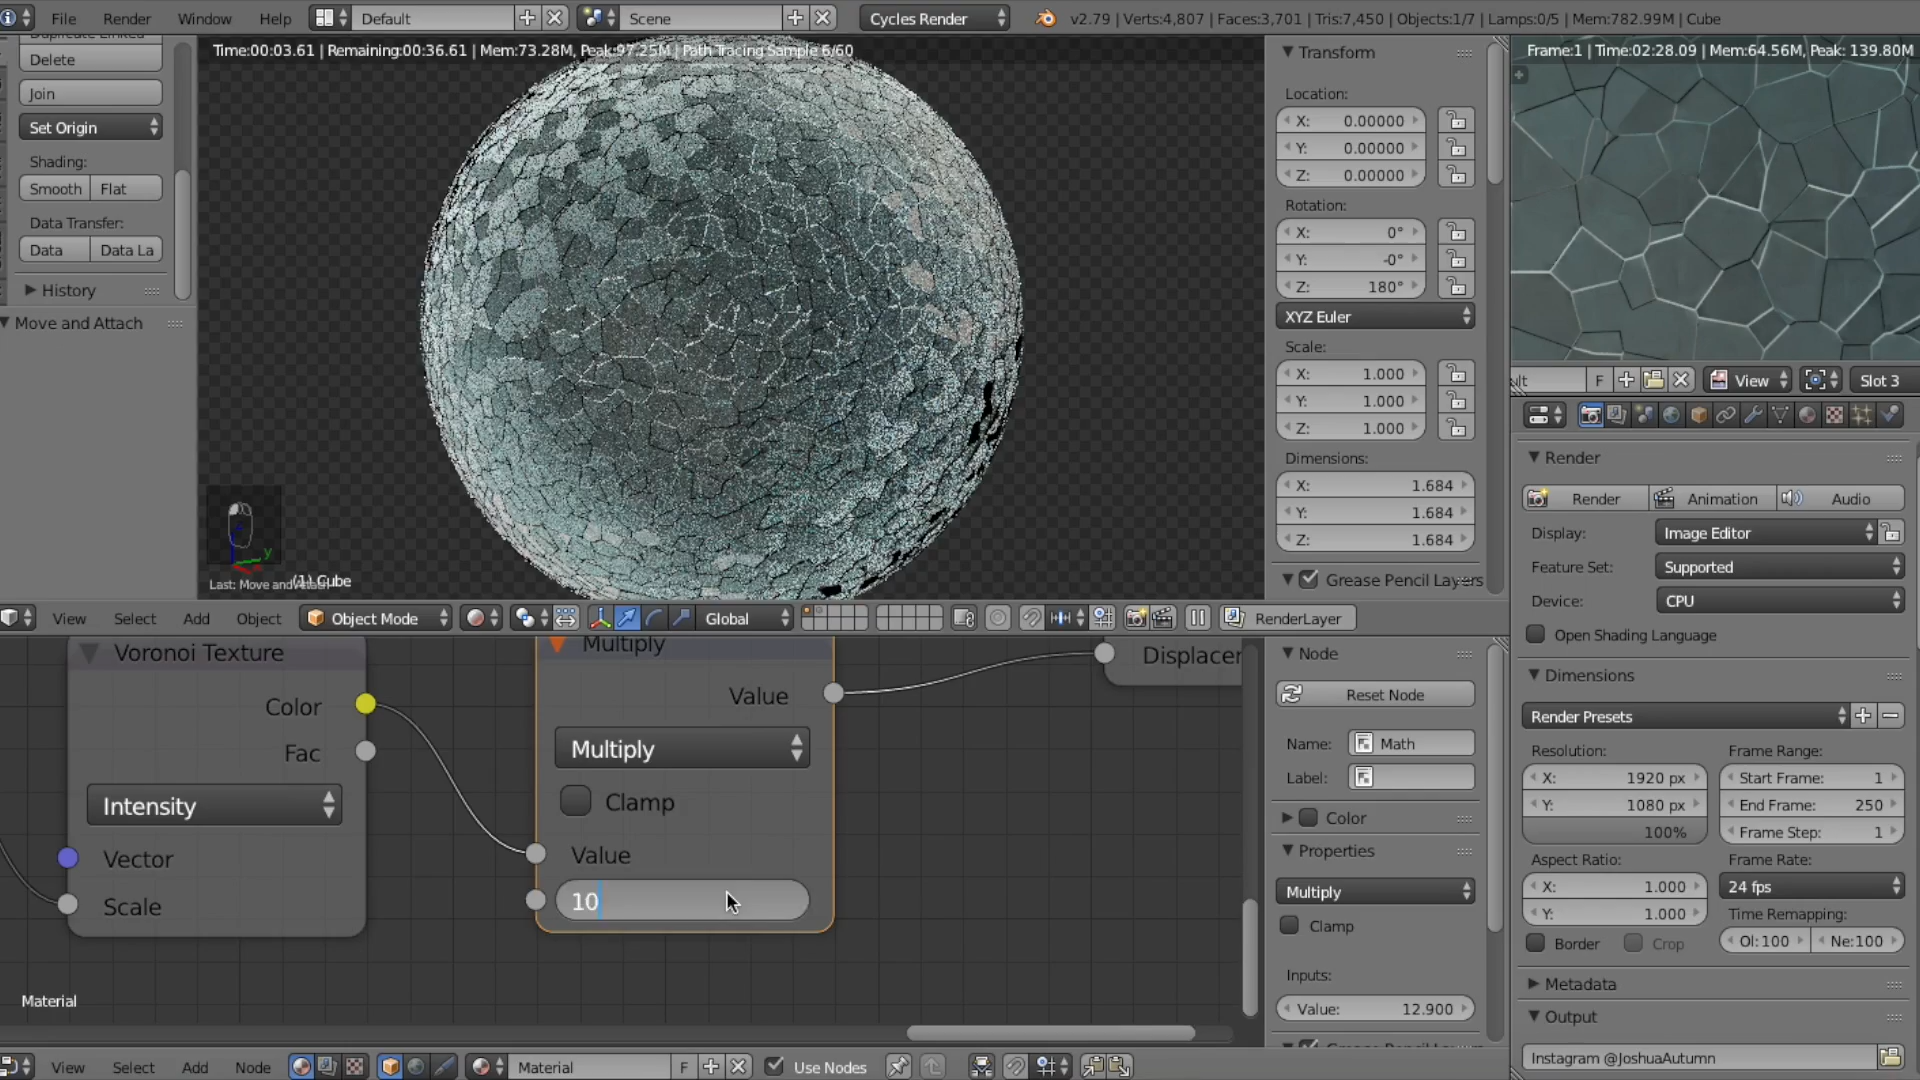 File Render Window Help Default Scene Cycles Render v2.79 | Verts:4,807 | Faces:3,701 | Tris:7,450 | Objects:1/7 | Lamps:0/5 | Mem:782.99M | Cube
Duplicate Linked
Delete
Join
Set Origin
Shading:
Smooth Flat
Data Transfer:
Data Data La
History
Move and Attach
Time:00:03.61 | Remaining:00:36.61 | Mem:73.28M, Peak:97.25M | Path Tracing Sample 6/60
y
(1) Cube
Last: Move and Attach
Transform
Location:
X: 0.00000
Y: 0.00000
Z: 0.00000
Rotation:
X: 0°
Y: -0°
Z: 180°
XYZ Euler
Scale:
X: 1.000
Y: 1.000
Z: 1.000
Dimensions:
X: 1.684
Y: 1.684
Z: 1.684
Grease Pencil Layers
View Select Add Object Object Mode Global RenderLayer
Frame:1 | Time:02:28.09 | Mem:64.56M, Peak: 139.80M
ult F View Slot 3
Render
Render Animation Audio
Display: Image Editor
Feature Set: Supported
Device: CPU
Open Shading Language
Dimensions
Render Presets
Resolution: Frame Range:
X: 1920 px Start Frame: 1
Y: 1080 px End Frame: 250
100% Frame Step: 1
Aspect Ratio: Frame Rate:
X: 1.000 24 fps
Y: 1.000 Time Remapping:
Border Crop Ol:100 Ne:100
Metadata
Output
Instagram @JoshuaAutumn
Voronoi Texture
Color
Fac
Intensity
Vector
Scale
Multiply
Value
Multiply
Clamp
Value
10
Displacer
Material
Node
Reset Node
Name: Math
Label:
Color
Properties
Multiply
Clamp
Inputs:
Value: 12.900
View Select Add Node Material F Use Nodes